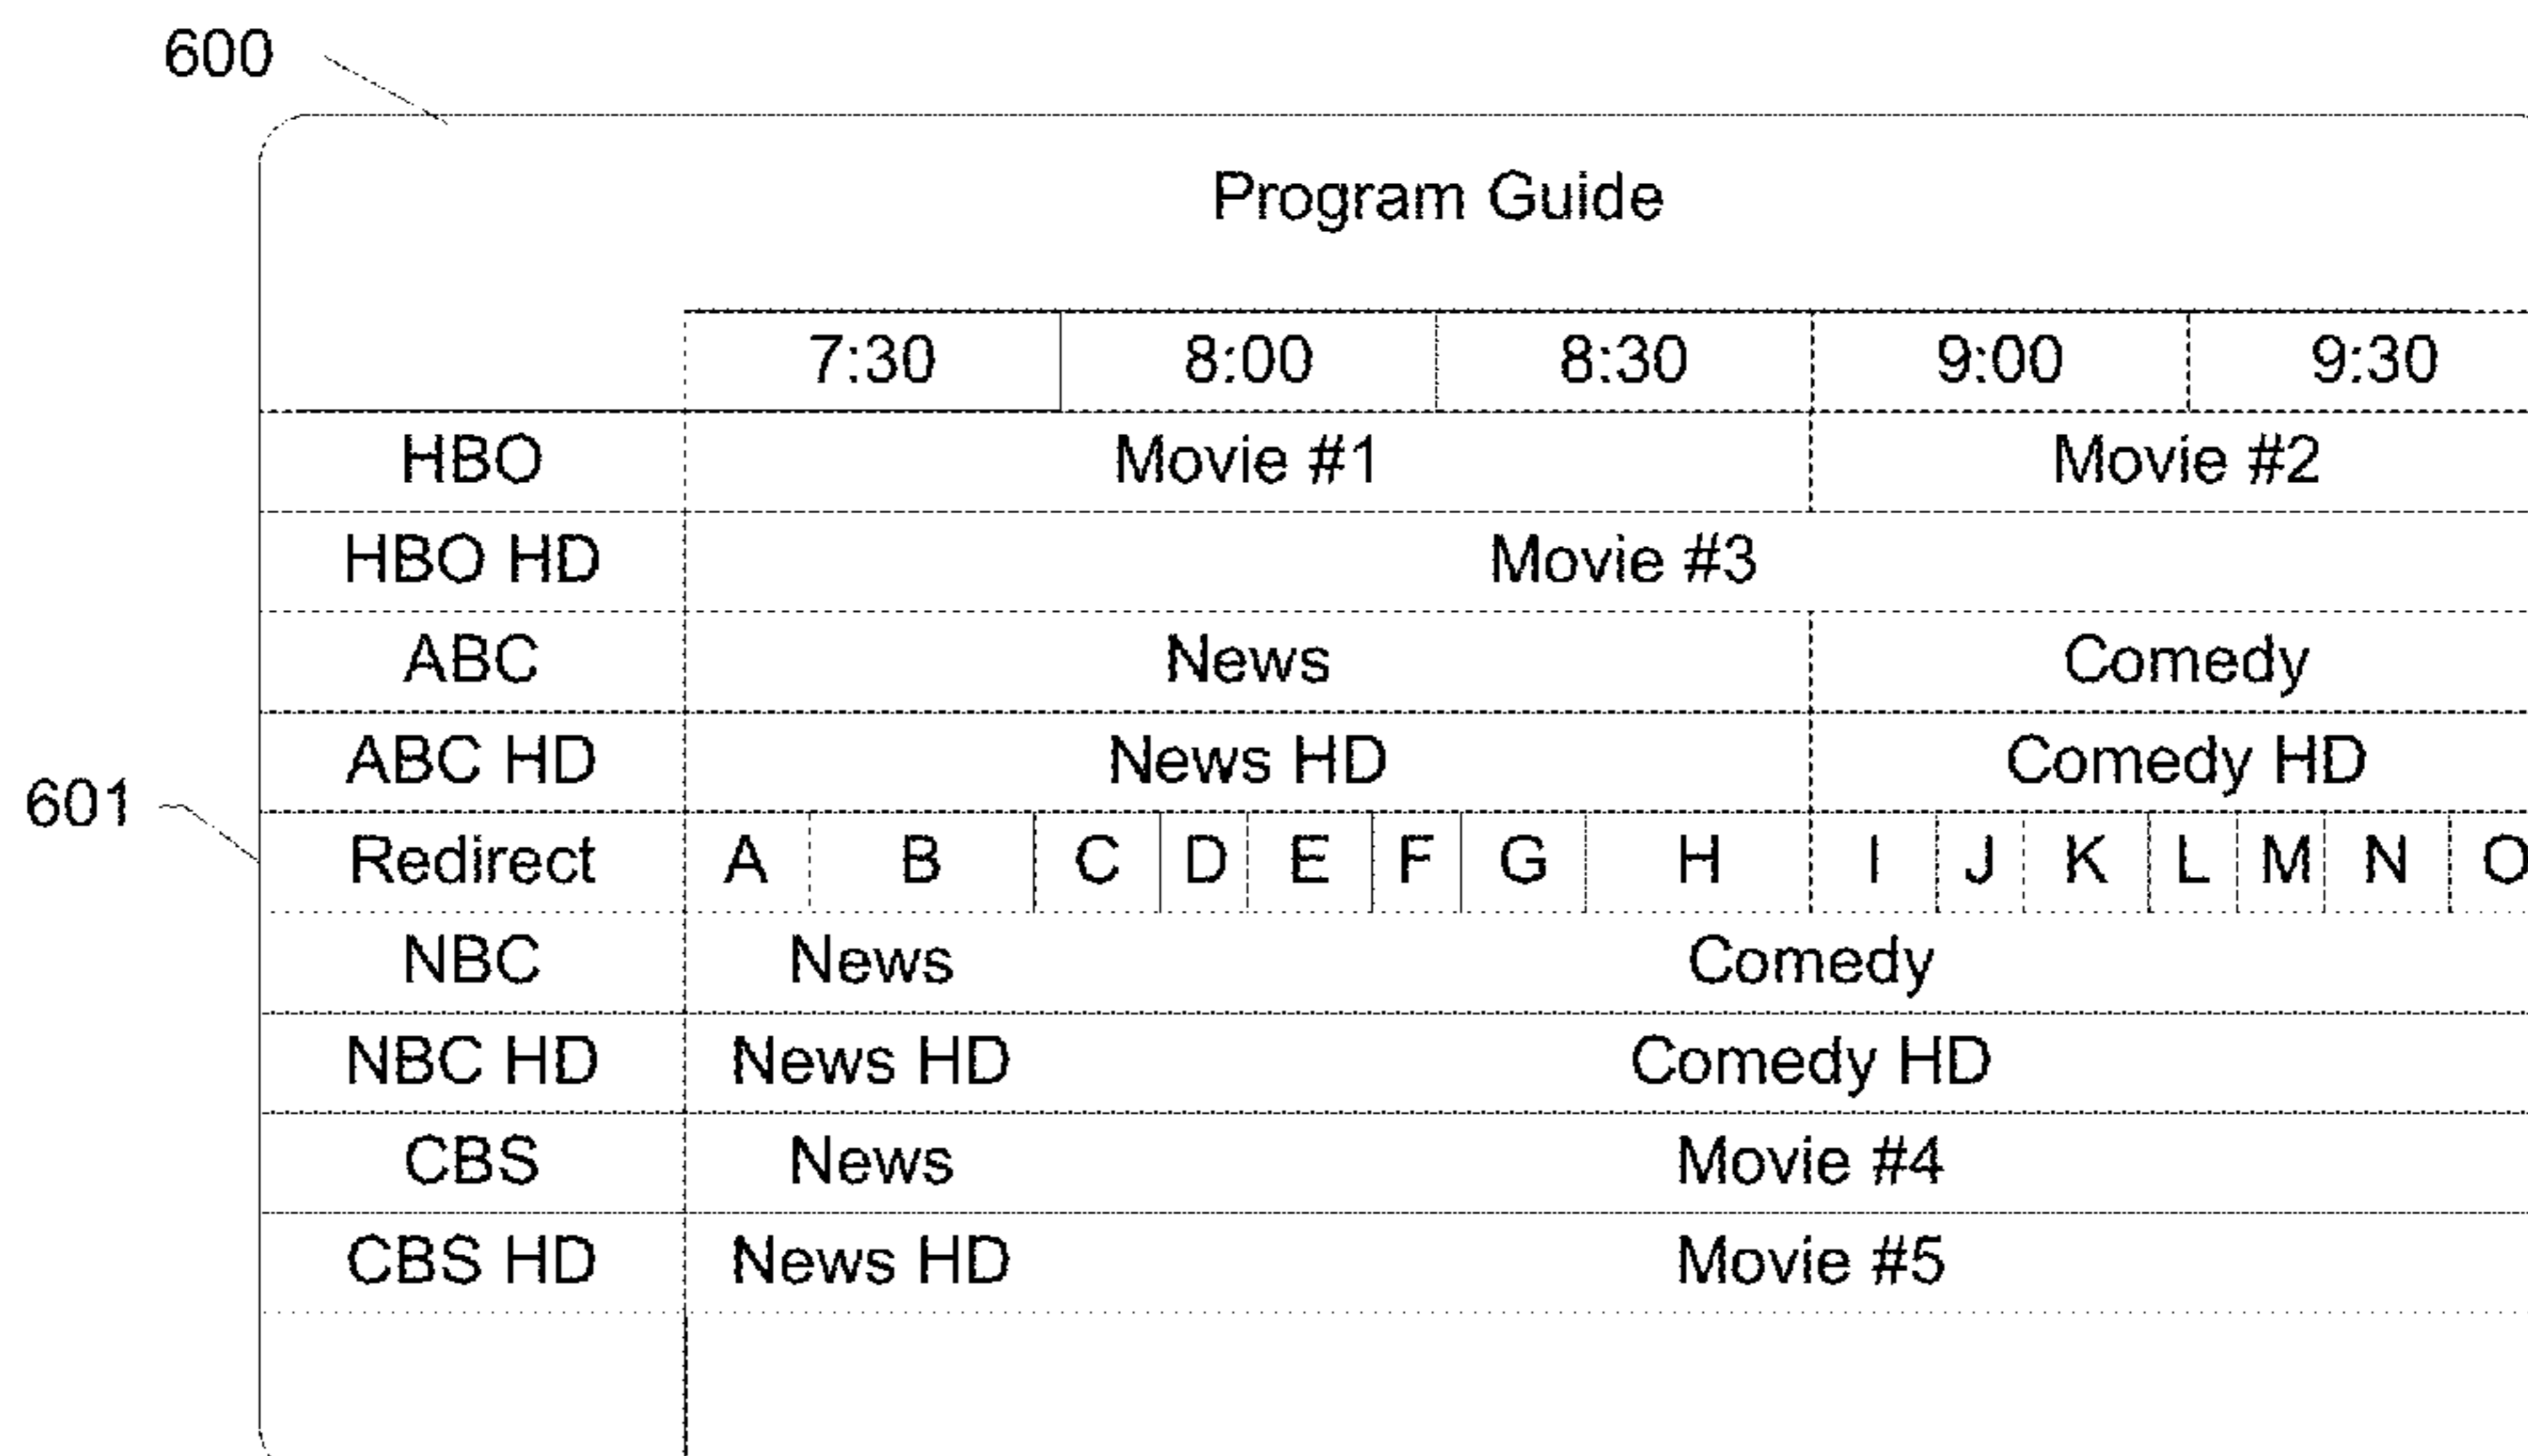 600
Program Guide
7:30 8:00 8:30 9:00 9:30
HBO Movie #1 Movie #2
HBO HD Movie #3
ABC News Comedy
ABC HD News HD Comedy HD
601
Redirect A B C D E F G H I J K L M N O
NBC News Comedy
NBC HD News HD Comedy HD
CBS News Movie #4
CBS HD News HD Movie #5